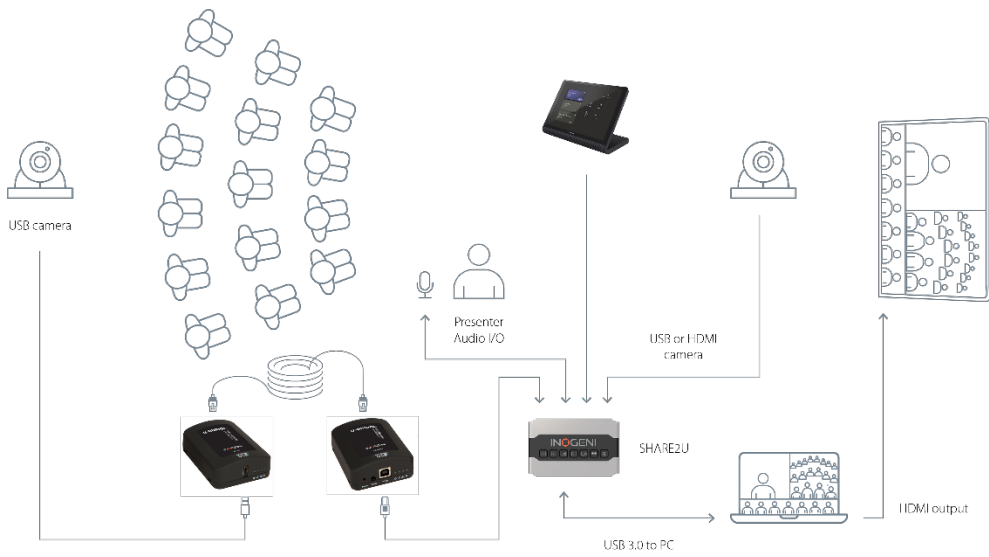 USB camera
Presenter
Audio I/O
USB or HDMI
camera
INOGENI
SHARE2U
HDMI output
USB 3.0 to PC